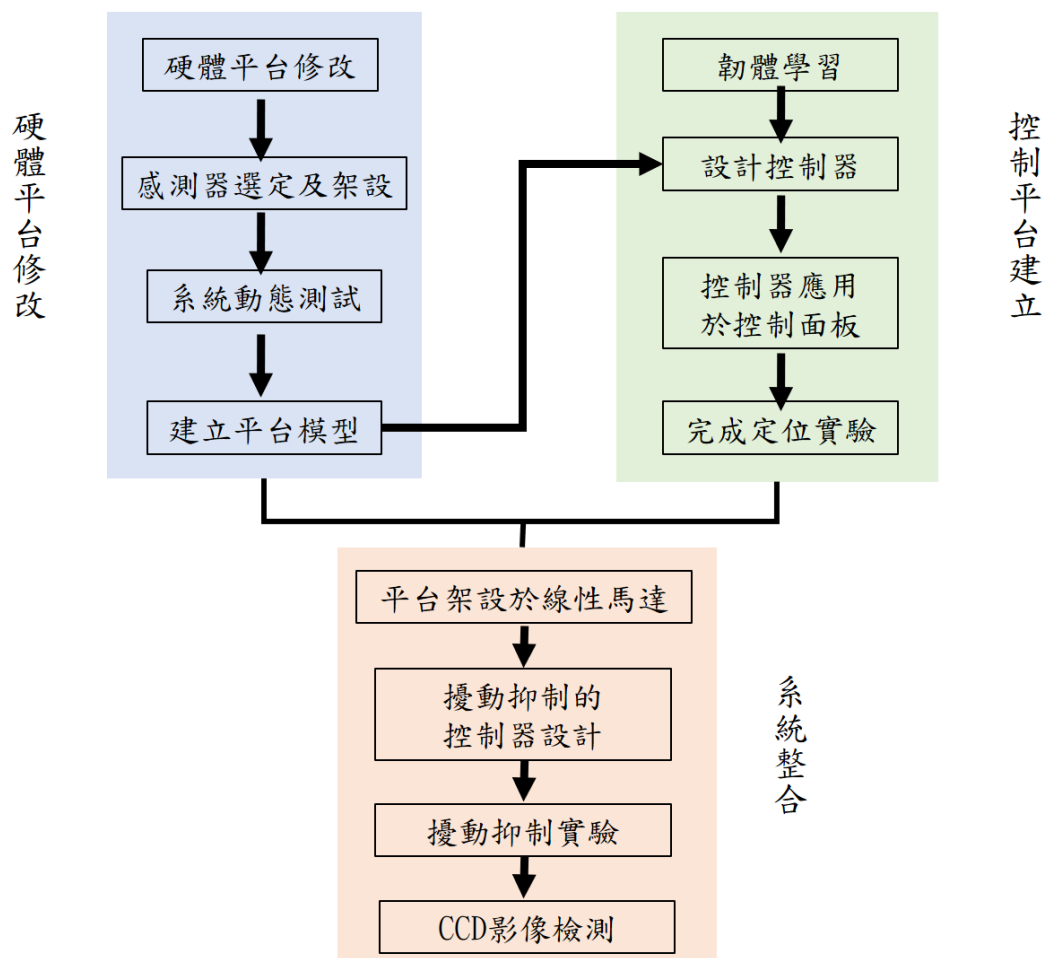 硬體平台修改
硬體平台修改
感測器選定及架設
系統動態測試
建立平台模型
控制平台建立
韌體學習
設計控制器
控制器應用
於控制面板
完成定位實驗
平台架設於線性馬達
擾動抑制的
控制器設計
擾動抑制實驗
CCD影像檢測
系統整合